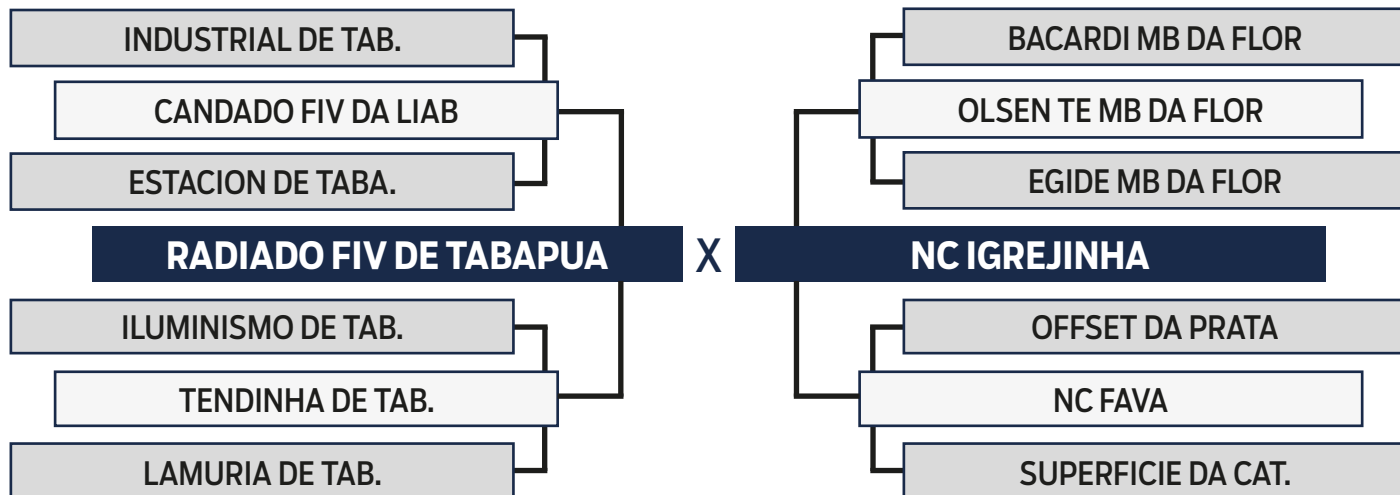 INDUSTRIAL DE TAB.
CANDADO FIV DA LIAB
ESTACION DE TABA.
RADIADO FIV DE TABAPUA
ILUMINISMO DE TAB.
TENDINHA DE TAB.
LAMURIA DE TAB.
X
BACARDI MB DA FLOR
OLSEN TE MB DA FLOR
EGIDE MB DA FLOR
NC IGREJINHA
OFFSET DA PRATA
NC FAVA
SUPERFICIE DA CAT.